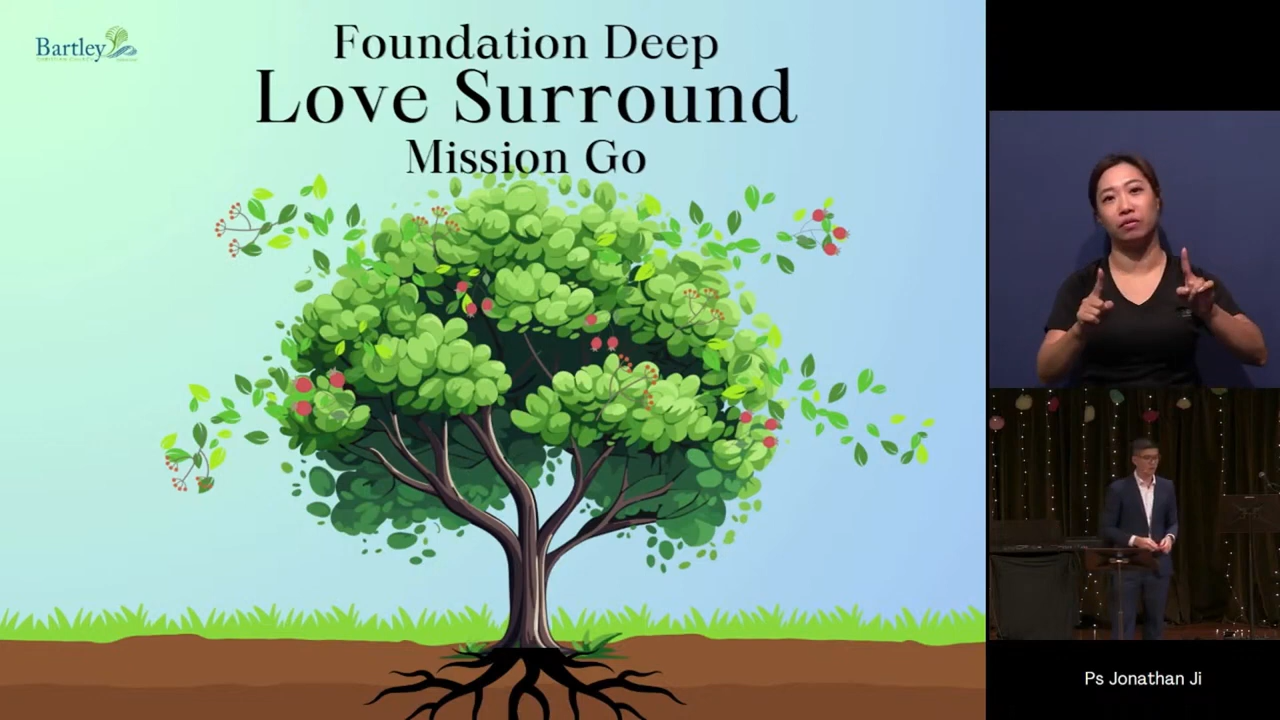 Bartley
Foundation Deep
Love Surround
Mission Go
Ps Jonathan Ji